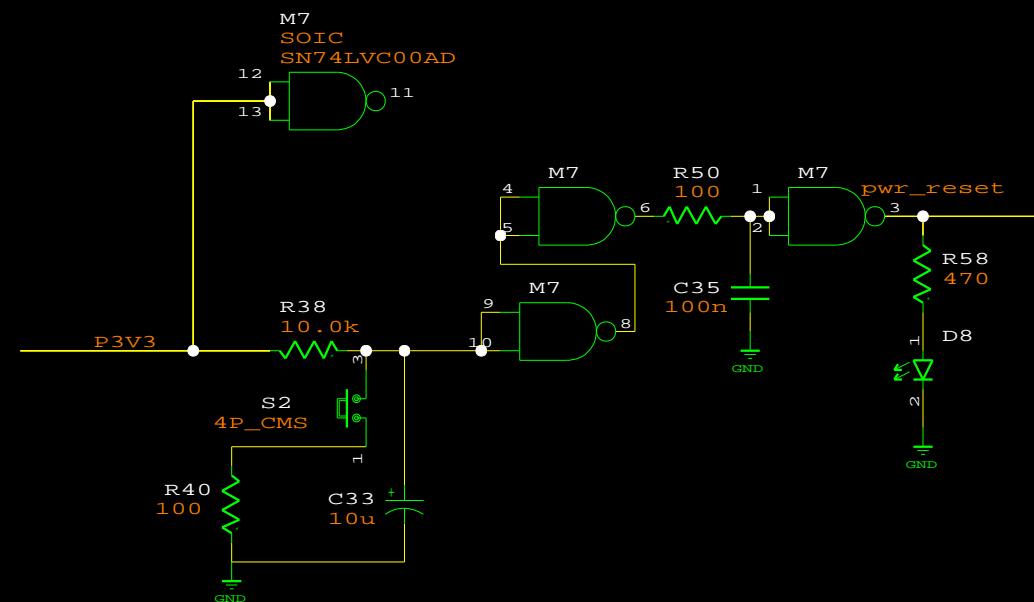 M7
SOIC
SN74LVC00AD
12
11
13
M7
R50
M7
4
100
1
pwr_reset
6
3
5
2
R58
470
M7
C35
100n
9
R38
10.0k
8
P3V3
10
3
1
D8
GND
S2
4P_CMS
2
1
GND
R40
100
C33
10u
+
GND